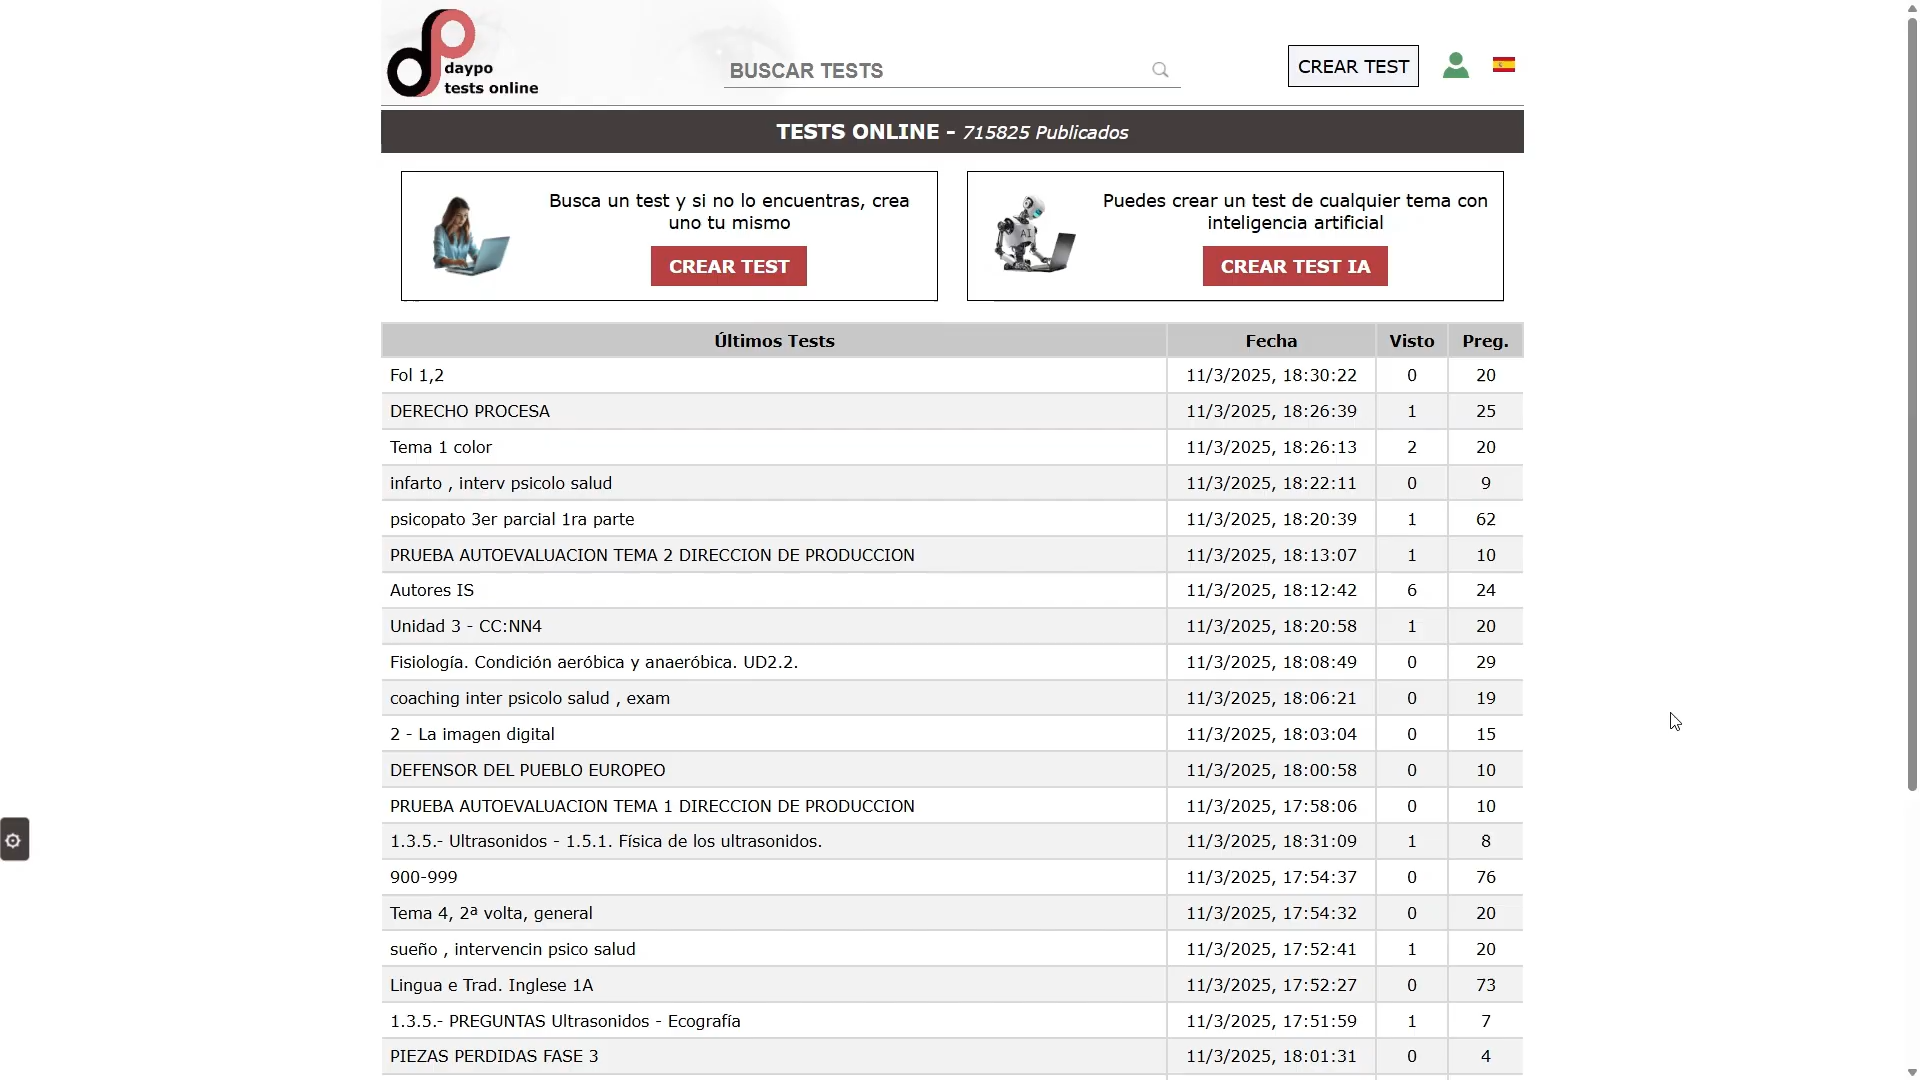 daypo
tests online
BUSCAR TESTS
CREAR TEST
TESTS ONLINE - 715825 Publicados
Busca un test y si no lo encuentras, crea
uno tu mismo
CREAR TEST
Puedes crear un test de cualquier tema con
inteligencia artificial
CREAR TEST IA
AI
Últimos Tests Fecha Visto Preg.
Fol 1,2 11/3/2025, 18:30:22 0 20
DERECHO PROCESA 11/3/2025, 18:26:39 1 25
Tema 1 color 11/3/2025, 18:26:13 2 20
infarto , interv psicolo salud 11/3/2025, 18:22:11 0 9
psicopato 3er parcial 1ra parte 11/3/2025, 18:20:39 1 62
PRUEBA AUTOEVALUACION TEMA 2 DIRECCION DE PRODUCCION 11/3/2025, 18:13:07 1 10
Autores IS 11/3/2025, 18:12:42 6 24
Unidad 3 - CC:NN4 11/3/2025, 18:20:58 1 20
Fisiología. Condición aeróbica y anaeróbica. UD2.2. 11/3/2025, 18:08:49 0 29
coaching inter psicolo salud , exam 11/3/2025, 18:06:21 0 19
2 - La imagen digital 11/3/2025, 18:03:04 0 15
DEFENSOR DEL PUEBLO EUROPEO 11/3/2025, 18:00:58 0 10
PRUEBA AUTOEVALUACION TEMA 1 DIRECCION DE PRODUCCION 11/3/2025, 17:58:06 0 10
1.3.5.- Ultrasonidos - 1.5.1. Física de los ultrasonidos. 11/3/2025, 18:31:09 1 8
900-999 11/3/2025, 17:54:37 0 76
Tema 4, 2ª volta, general 11/3/2025, 17:54:32 0 20
sueño , intervencin psico salud 11/3/2025, 17:52:41 1 20
Lingua e Trad. Inglese 1A 11/3/2025, 17:52:27 0 73
1.3.5.- PREGUNTAS Ultrasonidos - Ecografía 11/3/2025, 17:51:59 1 7
PIEZAS PERDIDAS FASE 3 11/3/2025, 18:01:31 0 4